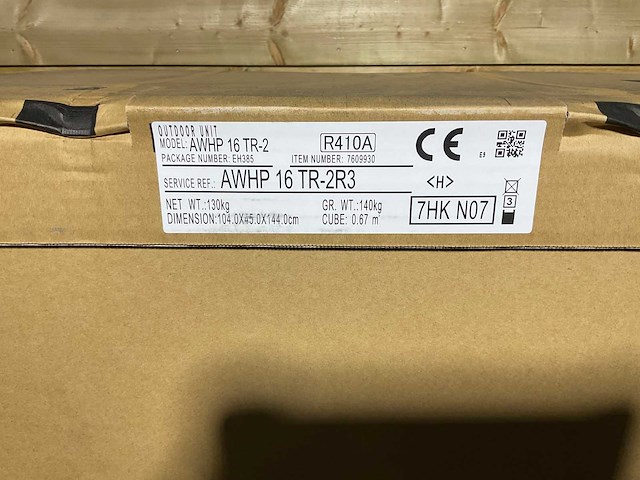 OUTDOOR UNIT
MODEL: AWHP 16 TR-2 R410A
PACKAGE NUMBER: EH385 ITEM NUMBER: 7609930
SERVICE REF.: AWHP 16 TR-2R3
NET WT.:130kg GR. WT.:140kg
DIMENSION:104.0X45.0X144.0cm CUBE: 0.67 m³
CE
E9
<H>
7HK N07
3